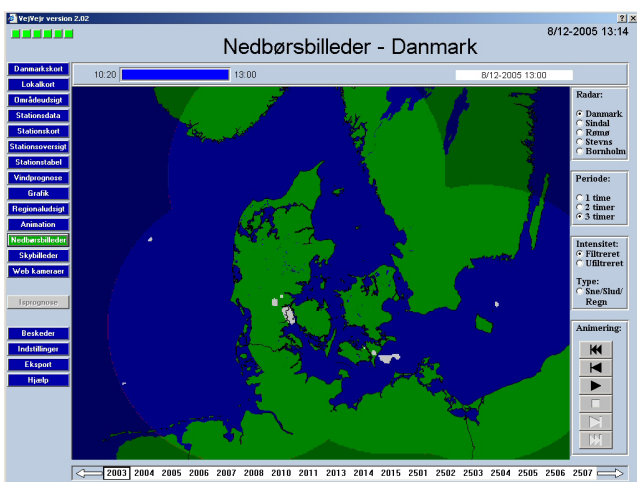 VejVejr version 2.02
8/12-2005 13:14
Nedbørsbilleder - Danmark
10:20 13:00 8/12-2005 13:00
Danmarkskort
Lokalkort
Områdeudsigt
Stationsdata
Stationskort
Stationsoversigt
Stationstabel
Vindprognose
Grafik
Regionaludsigt
Animation
Nedbørsbilleder
Skybilleder
Web kameraer
Isprognose
Beskeder
Indstillinger
Eksport
Hjælp
Radar:
Danmark
Sindal
Rømø
Stevns
Bornholm
Periode:
1 time
2 timer
3 timer
Intensitet:
Filtreret
Ufiltreret
Type:
Sne/Slud/
Regn
Animering:
2003 2004 2005 2006 2007 2008 2010 2011 2013 2014 2015 2501 2502 2503 2504 2505 2506 2507